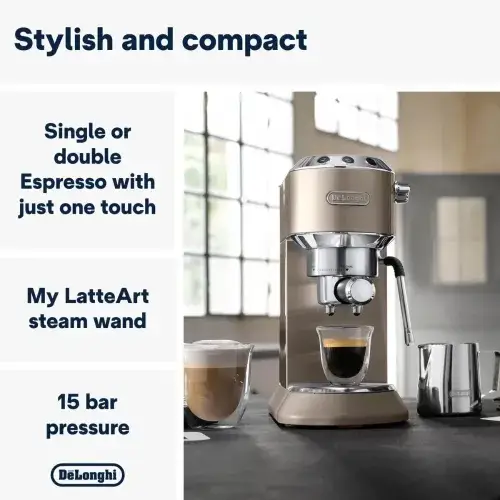 Stylish and compact
Single or
double
Espresso with
just one touch
My LatteArt
steam wand
15 bar
pressure
DeLonghi
DeLonghi